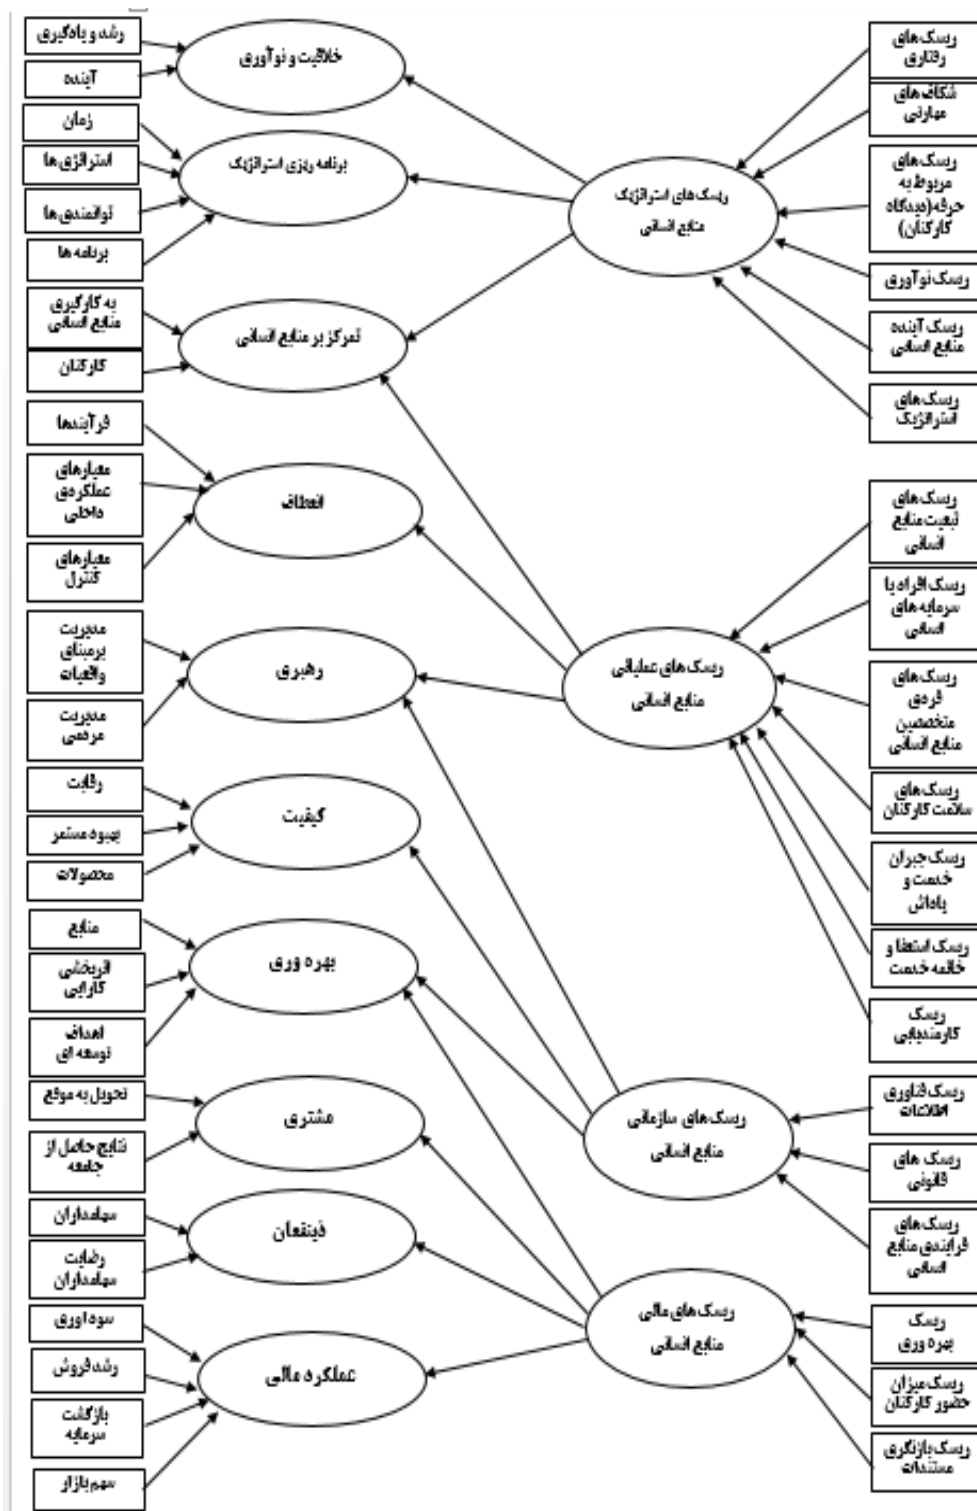 ریسک‌های
رفتاری
شکاف‌های
مهارتی
ریسک‌های
مربوط به
حرفه(دیدگاه
کارکنان)
ریسک نوآوری
ریسک آینده
منابع انسانی
ریسک‌های
استراتژیک
ریسک‌های
تبعیت منابع
انسانی
ریسک افراد یا
سرمایه‌های
انسانی
ریسک‌های
فردی
متخصصین
منابع انسانی
ریسک‌های
سلامت کارکنان
ریسک جبران
خدمت و
پاداش
ریسک استعفا و
خاتمه خدمت
ریسک
کارمندیابی
ریسک فناوری
اطلاعات
ریسک های
قانونی
ریسک‌های
فرایندی منابع
انسانی
ریسک
بهره وری
ریسک میزان
حضور کارکنان
ریسک بازنگری
مستندات
ریسک‌های استراتژیک
منابع انسانی
ریسک‌های عملیاتی
منابع انسانی
ریسک‌های سازمانی
منابع انسانی
ریسک‌های مالی
منابع انسانی
خلاقیت و نوآوری
برنامه ریزی استراتژیک
تمرکز بر منابع انسانی
انعطاف
رهبری
کیفیت
بهره وری
مشتری
ذینفعان
عملکرد مالی
رشد و یادگیری
آینده
زمان
استراتژی‌ها
توانمندی‌ها
برنامه ها
به کارگیری
منابع انسانی
کارکنان
فرآیندها
معیارهای
عملکردی
داخلی
معیارهای
کنترل
مدیریت
برمبنای
واقعیات
مدیریت
مردمی
رقابت
بهبود مستمر
محصولات
منابع
اثربخشی
کارایی
اهداف
توسعه ای
تحویل به موقع
نتایج حاصل از
جامعه
سهامداران
رضایت
سهامداران
سود اوری
رشد فروش
بازگشت
سرمایه
سهم بازار